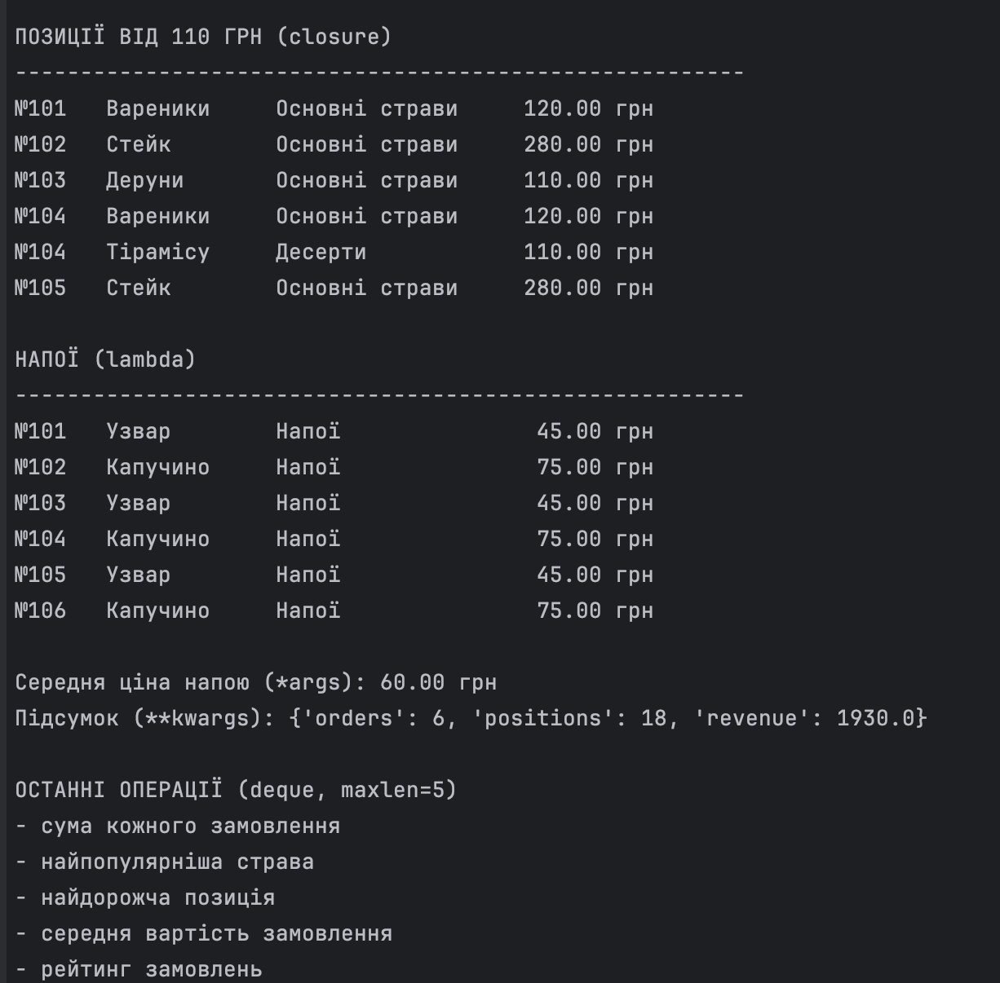 ПОЗИЦІЇ ВІД 110 ГРН (closure)
--------------------------------------------------------
№101   Вареники     Основні страви     120.00 грн
№102   Стейк        Основні страви     280.00 грн
№103   Деруни       Основні страви     110.00 грн
№104   Вареники     Основні страви     120.00 грн
№104   Тірамісу     Десерти            110.00 грн
№105   Стейк        Основні страви     280.00 грн
НАПОЇ (lambda)
--------------------------------------------------------
№101   Узвар        Напої               45.00 грн
№102   Капучино     Напої               75.00 грн
№103   Узвар        Напої               45.00 грн
№104   Капучино     Напої               75.00 грн
№105   Узвар        Напої               45.00 грн
№106   Капучино     Напої               75.00 грн
Середня ціна напою (*args): 60.00 грн
Підсумок (**kwargs): {'orders': 6, 'positions': 18, 'revenue': 1930.0}
ОСТАННІ ОПЕРАЦІЇ (deque, maxlen=5)
- сума кожного замовлення
- найпопулярніша страва
- найдорожча позиція
- середня вартість замовлення
- рейтинг замовлень